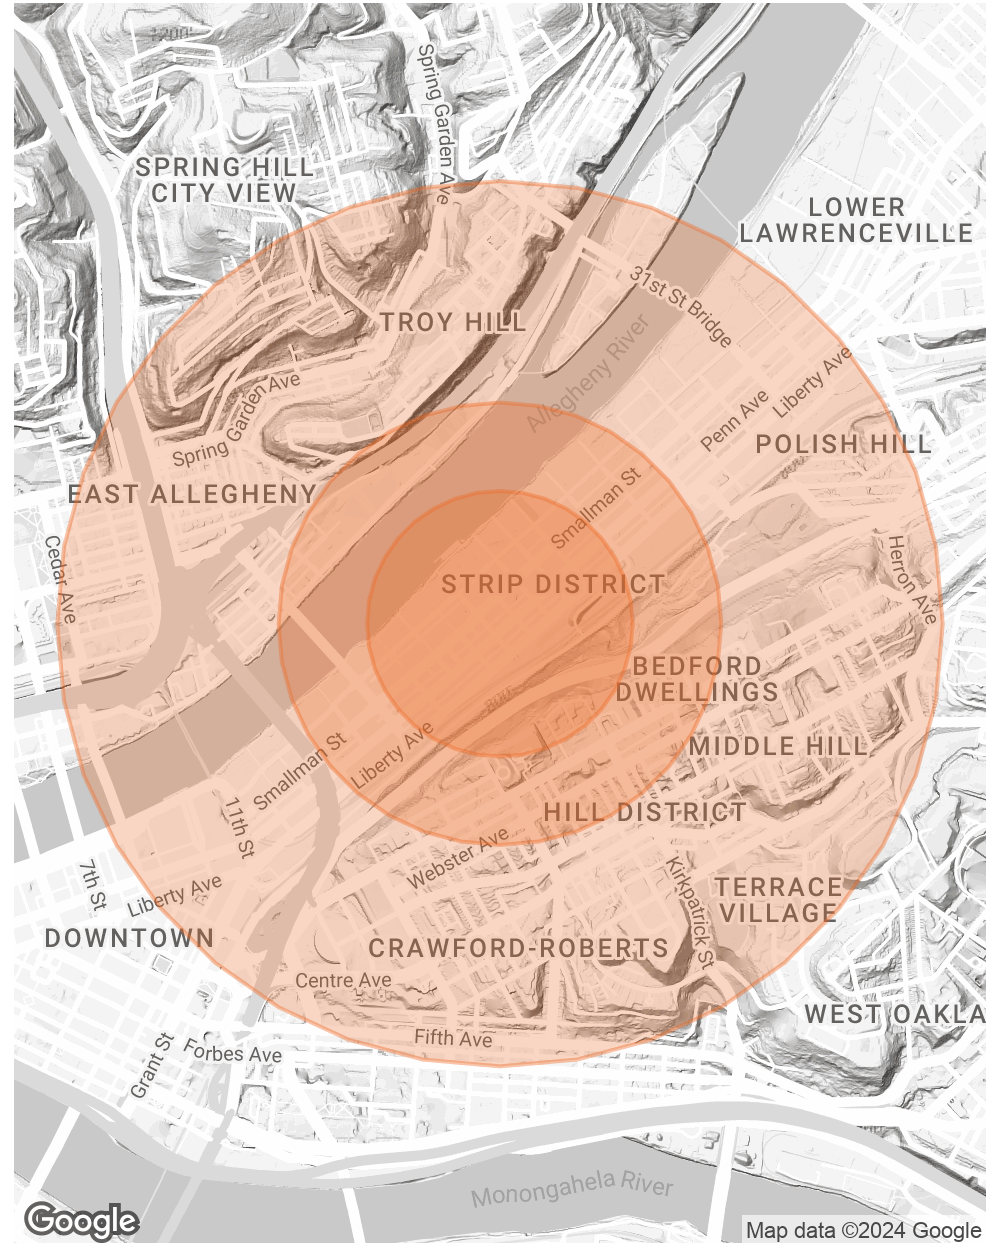 1200'
Spring Garden Ave
SPRING HILL
CITY VIEW
LOWER
LAWRENCEVILLE
31st St Bridge
TROY HILL
Allegheny River
Liberty Ave
Penn Ave
Spring Garden Ave
POLISH HILL
EAST ALLEGHENY
Smallman St
Cedar Ave
Herron Ave
STRIP DISTRICT
BEDFORD
DWELLINGS
800'
MIDDLE HILL
Smallman St
Liberty Ave
11th St
HILL DISTRICT
Webster Ave
7th St
Liberty Ave
Kirkpatrick St
TERRACE
VILLAGE
DOWNTOWN
CRAWFORD-ROBERTS
Centre Ave
WEST OAKLA
Fifth Ave
Forbes Ave
Grant St
Monongahela River
Google
Map data ©2024 Google